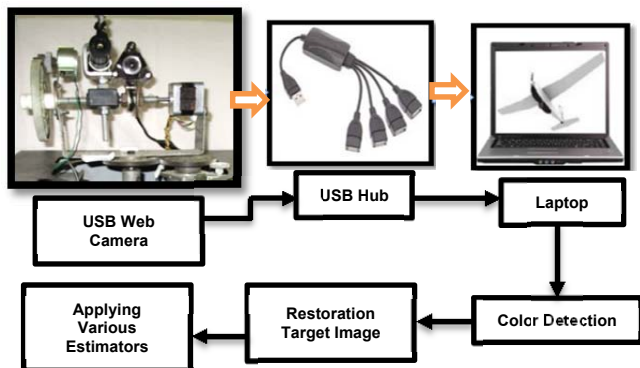 USB Web
Camera
USB Hub
Laptop
Color Detection
Restoration
Target Image
Applying
Various
Estimators